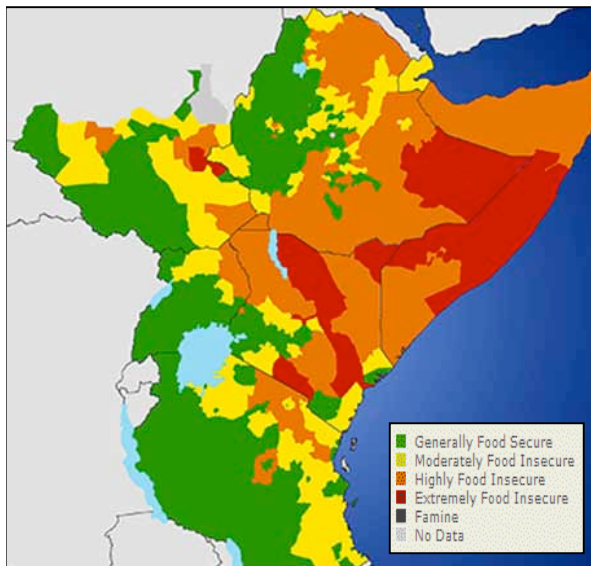 Generally Food Secure
Moderately Food Insecure
Highly Food Insecure
Extremely Food Insecure
Famine
No Data